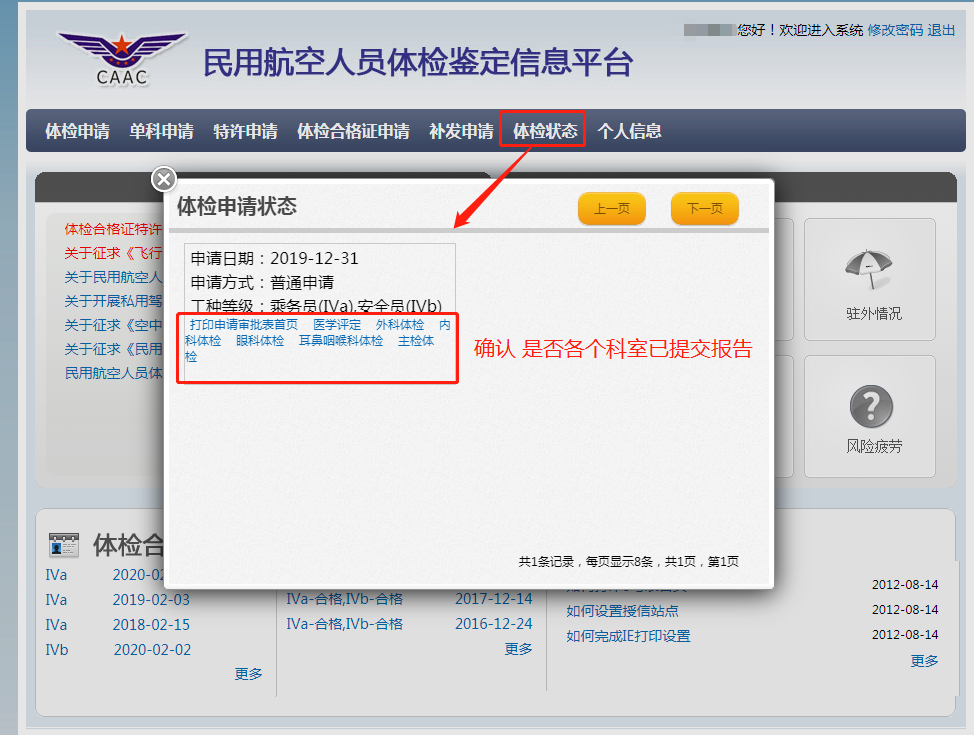 您好！欢迎进入系统 修改密码 退出
CAAC
民用航空人员体检鉴定信息平台
体检申请 单科申请 特许申请 体检合格证申请 补发申请 体检状态 个人信息
体检申请状态
上一页 下一页
申请日期：2019-12-31
申请方式：普通申请
工种等级：乘务员(IVa),安全员(IVb)
打印申请审批表首页 医学评定 外科体检 内
科体检 眼科体检 耳鼻咽喉科体检 主检体
检
确认 是否各个科室已提交报告
共1条记录，每页显示8条，共1页，第1页
体检合格证特许
关于征求《飞行
关于民用航空人
关于开展私用驾
关于征求《空中
关于征求《民用
民用航空人员体
驻外情况
?
风险疲劳
体检合
IVa 2020-02
IVa 2019-02-03
IVa 2018-02-15
IVb 2020-02-02
更多
IVa-合格,IVb-合格 2017-12-14
IVa-合格,IVb-合格 2016-12-24
更多
2012-08-14
如何设置授信站点 2012-08-14
如何完成IE打印设置 2012-08-14
更多